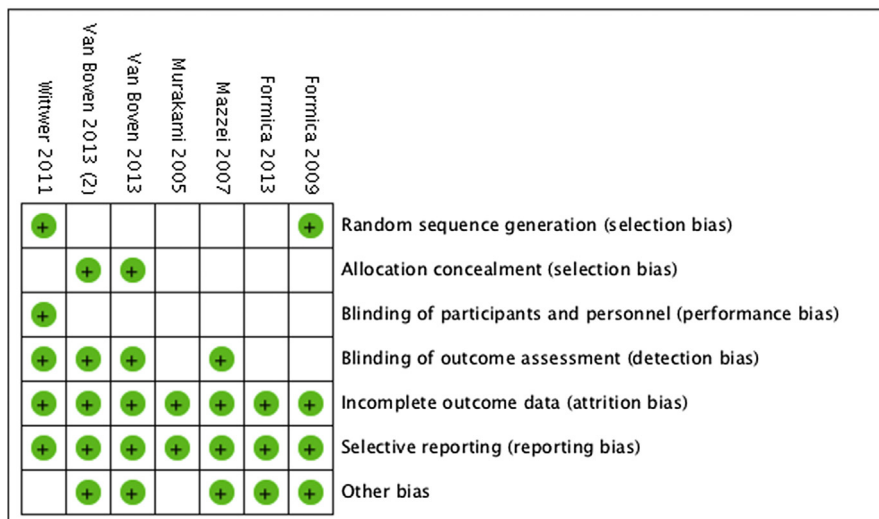 Wittwer 2011
Van Boven 2013 (2)
Van Boven 2013
Murakami 2005
Mazzei 2007
Formica 2013
Formica 2009
+ + Random sequence generation (selection bias)
+ + Allocation concealment (selection bias)
+ Blinding of participants and personnel (performance bias)
+ + + + Blinding of outcome assessment (detection bias)
+ + + + + + + Incomplete outcome data (attrition bias)
+ + + + + + + Selective reporting (reporting bias)
+ + + + + Other bias